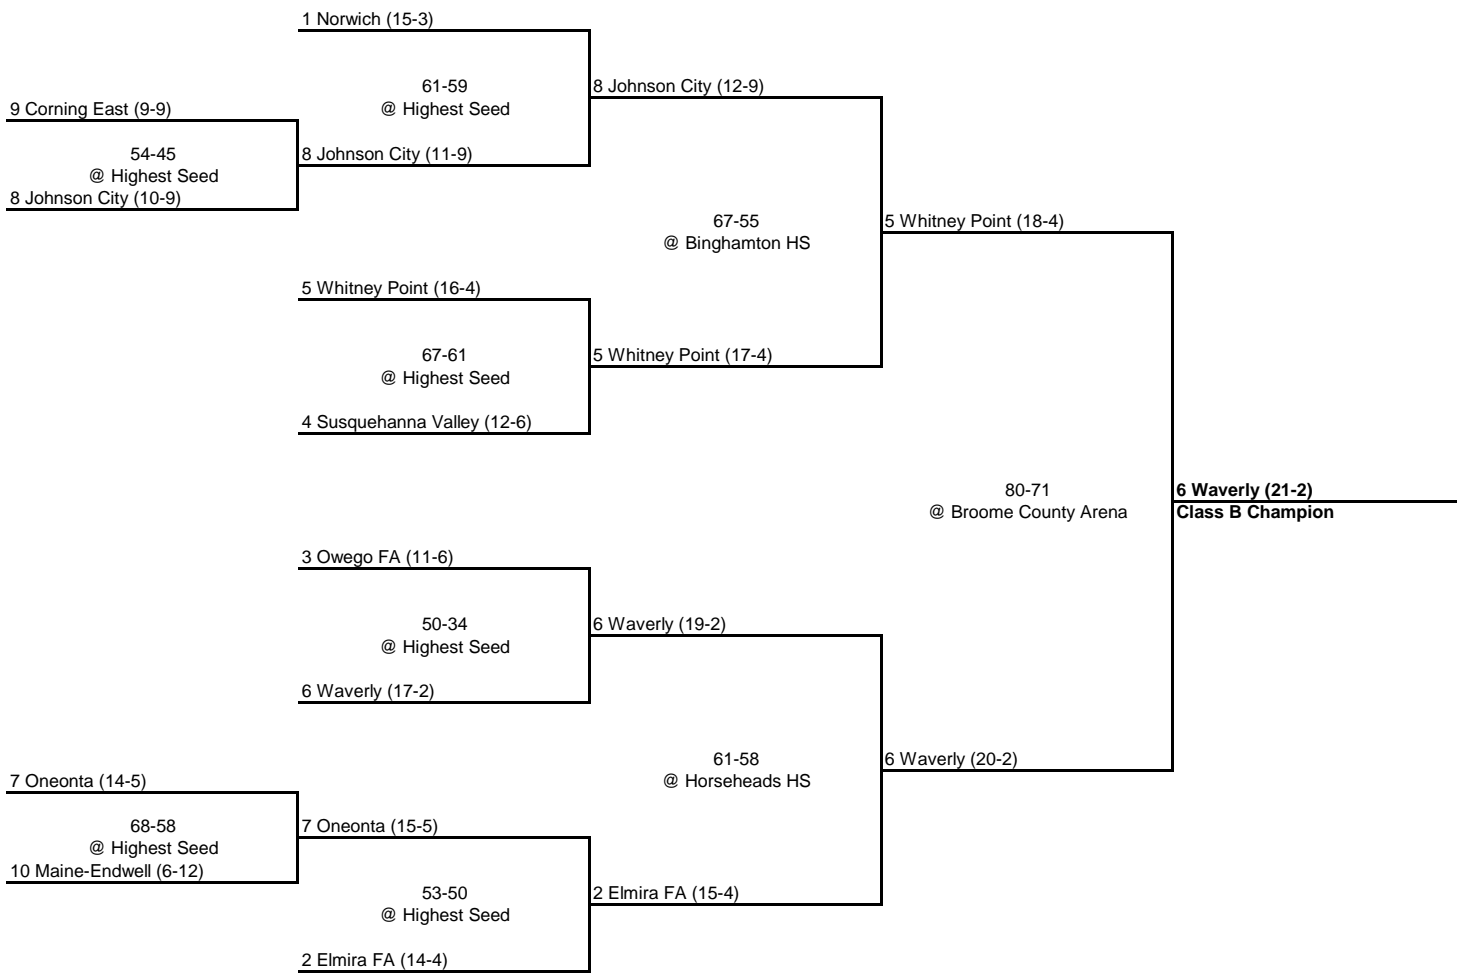 1 Norwich (15-3)
61-59
@ Highest Seed
8 Johnson City (12-9)
9 Corning East (9-9)
54-45
@ Highest Seed
8 Johnson City (11-9)
8 Johnson City (10-9)
67-55
@ Binghamton HS
5 Whitney Point (18-4)
5 Whitney Point (16-4)
67-61
@ Highest Seed
5 Whitney Point (17-4)
4 Susquehanna Valley (12-6)
80-71
@ Broome County Arena
6 Waverly (21-2)
Class B Champion
3 Owego FA (11-6)
50-34
@ Highest Seed
6 Waverly (19-2)
6 Waverly (17-2)
61-58
@ Horseheads HS
6 Waverly (20-2)
7 Oneonta (14-5)
68-58
@ Highest Seed
7 Oneonta (15-5)
10 Maine-Endwell (6-12)
53-50
@ Highest Seed
2 Elmira FA (15-4)
2 Elmira FA (14-4)